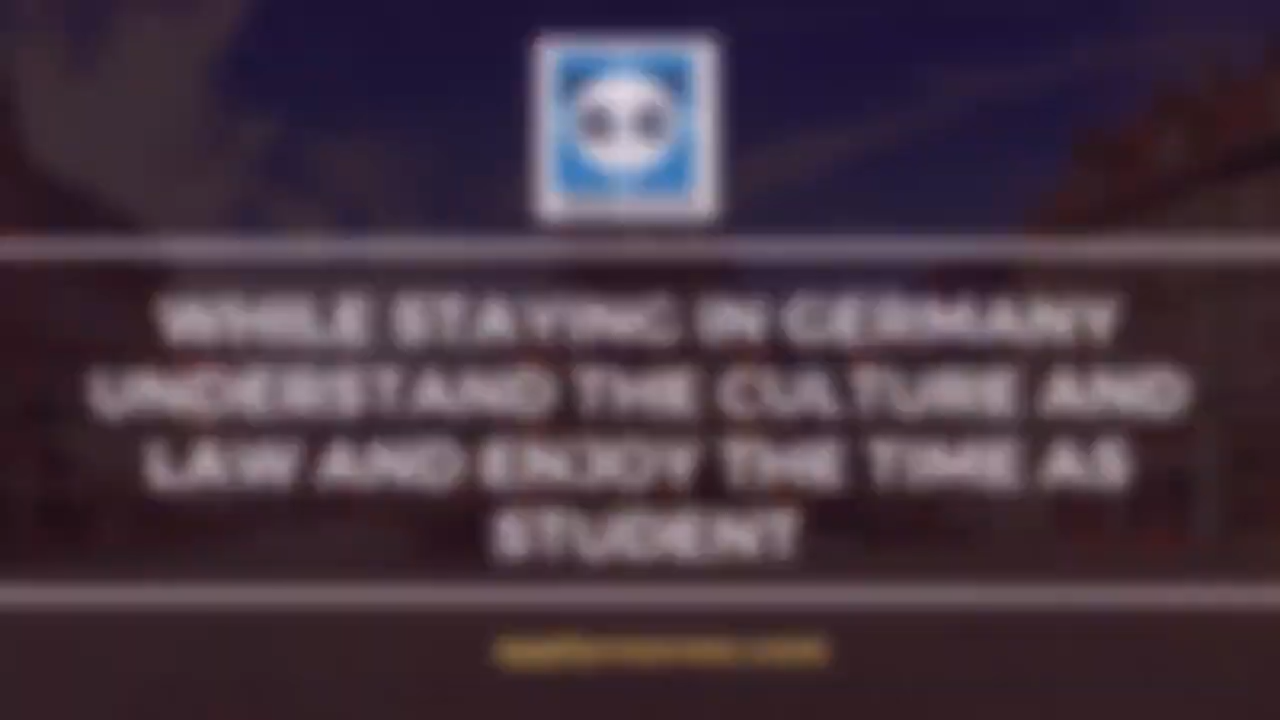 WHILE STAYING IN GERMANY
UNDERSTAND THE CULTURE AND
LAW AND ENJOY THE TIME AS
STUDENT